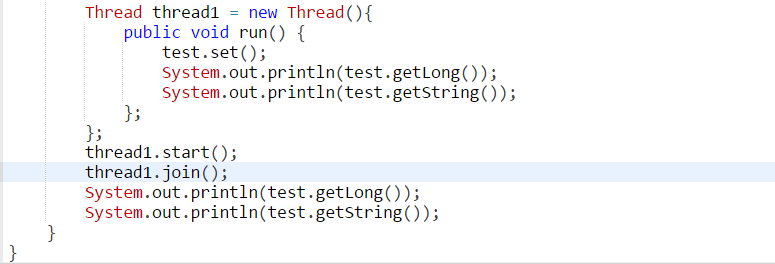 Thread thread1 = new Thread(){
public void run() {
test.set();
System.out.println(test.getLong());
System.out.println(test.getString());
};
};
thread1.start();
thread1.join();
System.out.println(test.getLong());
System.out.println(test.getString());
}
}